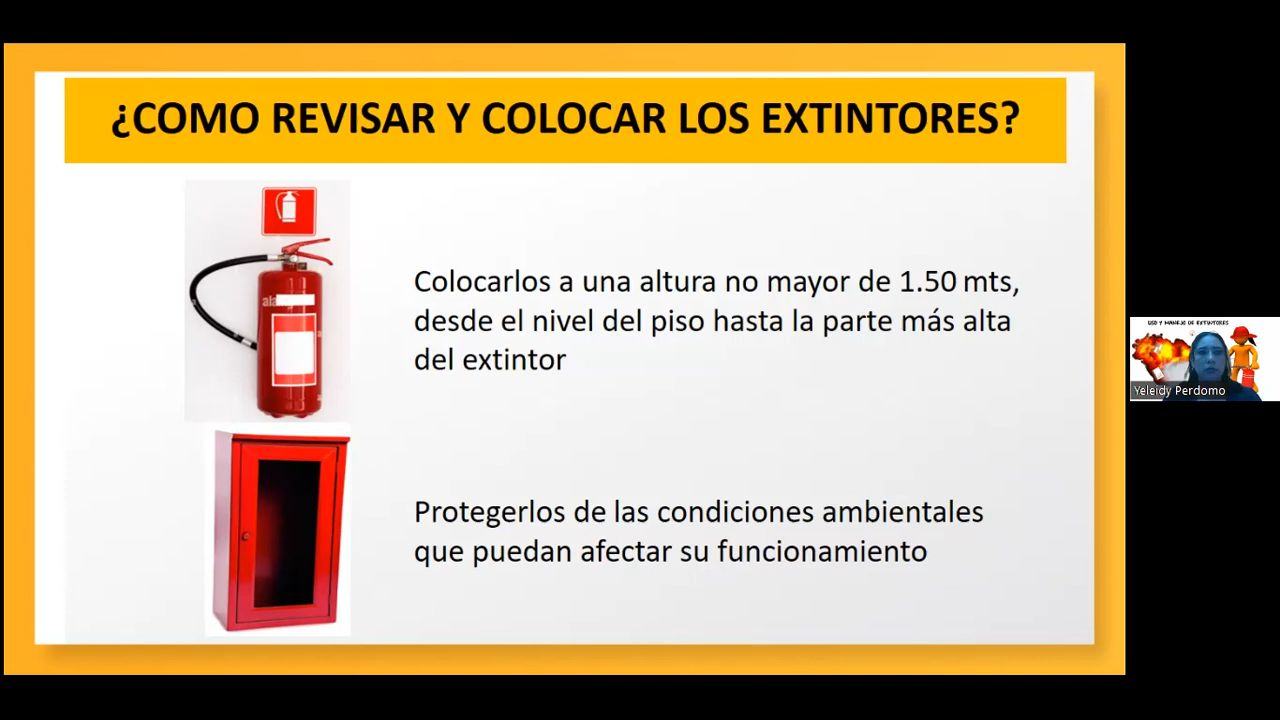 ¿COMO REVISAR Y COLOCAR LOS EXTINTORES?
Colocarlos a una altura no mayor de 1.50 mts,
desde el nivel del piso hasta la parte más alta
del extintor
Protegerlos de las condiciones ambientales
que puedan afectar su funcionamiento
USO Y MANEJO DE EXTINTORES
Yeleidy Perdomo